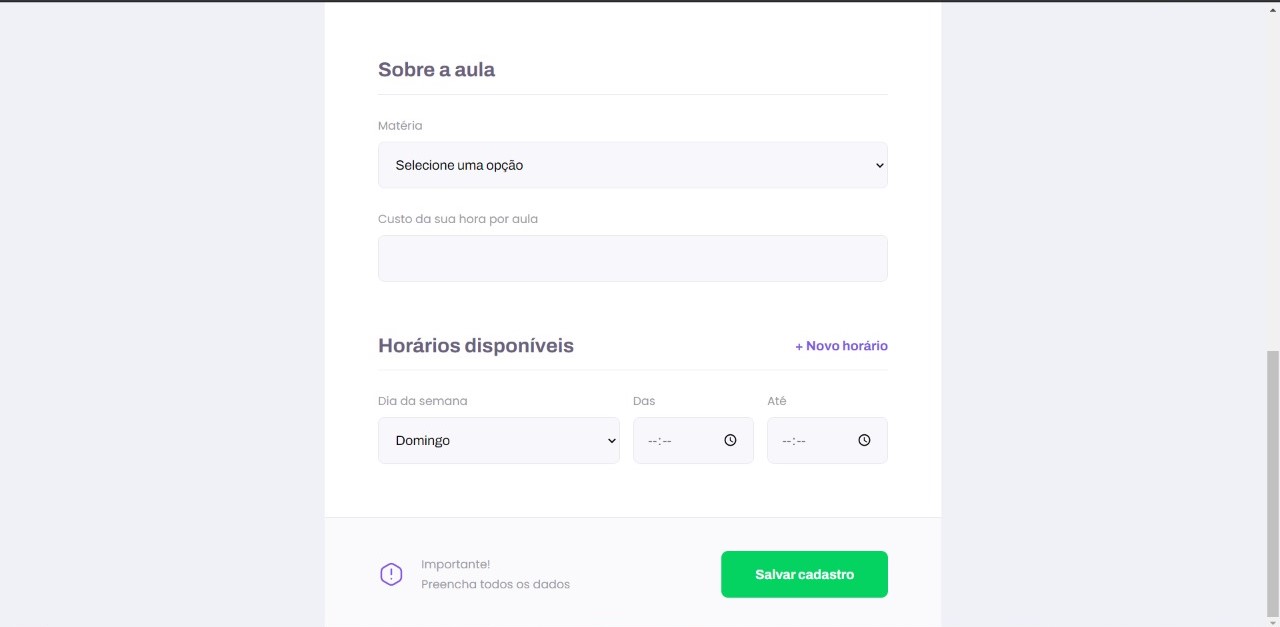 Sobre a aula
Matéria
Selecione uma opção
Custo da sua hora por aula
Horários disponíveis
+ Novo horário
Dia da semana
Das
Até
Domingo
--:--
--:--
Importante!
Preencha todos os dados
Salvar cadastro